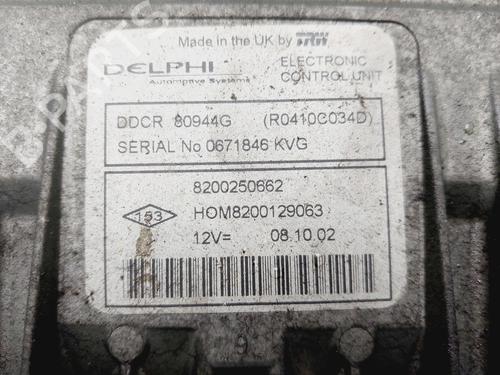 Made in the UK by TRW
DELPHI
Automotive Systems
ELECTRONIC
CONTROL UNIT
DDCR 80944G (R0410C034D)
SERIAL No 0671846 KVG
8200250662
153
HOM8200129063
12V= 08.10.02
9